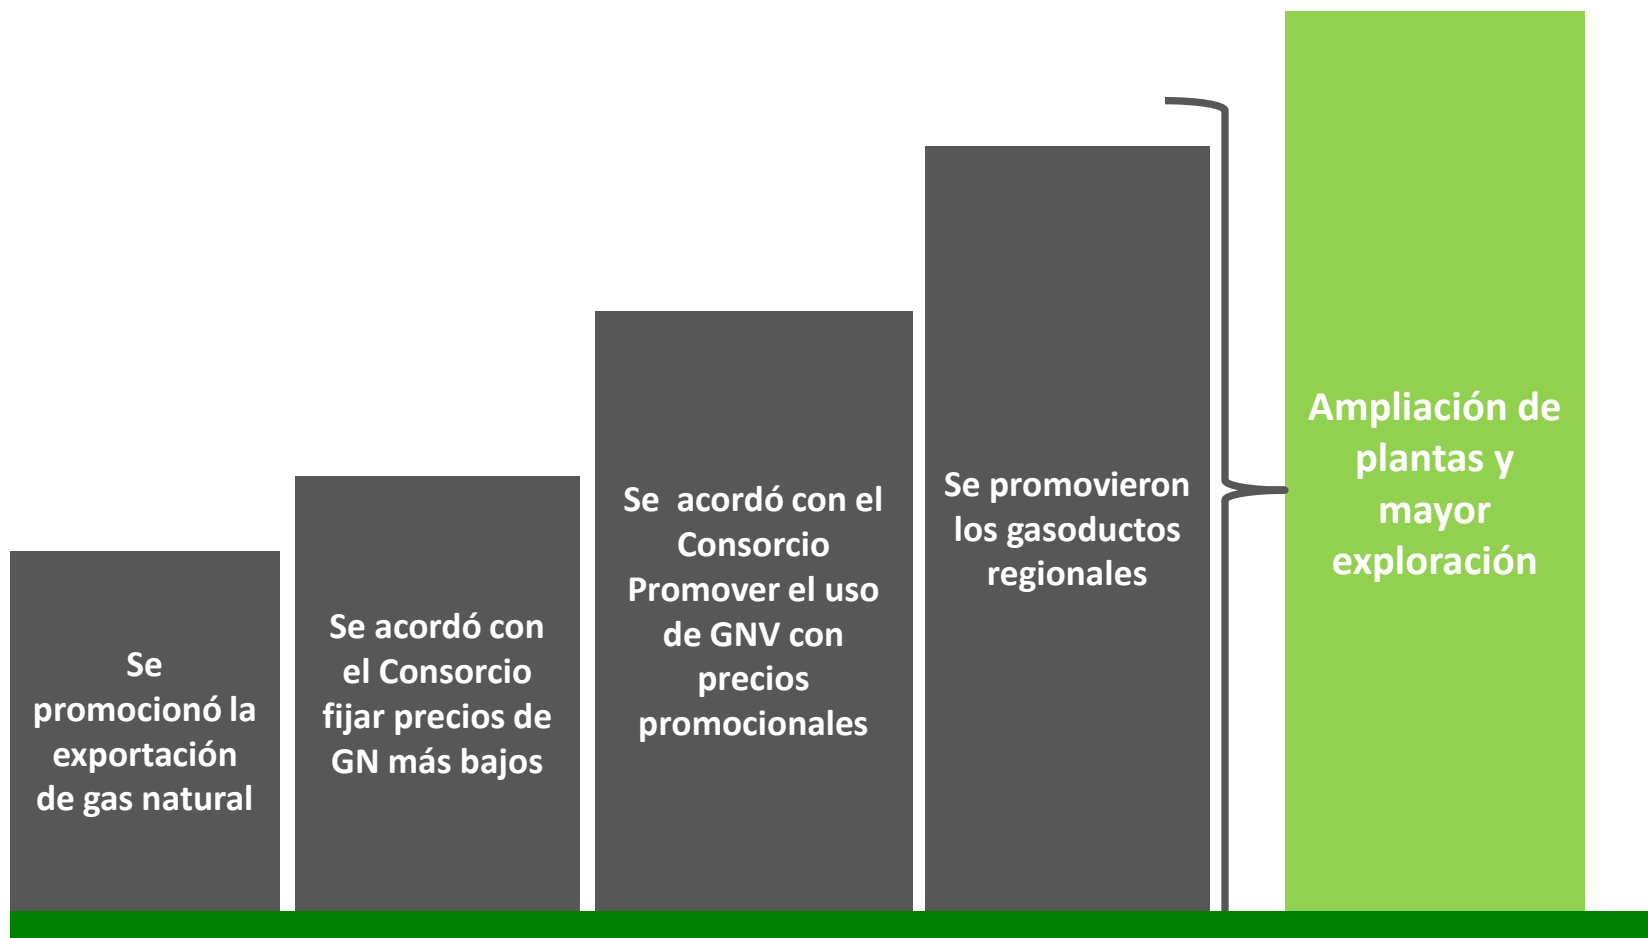 Se
promocionó la
exportación
de gas natural
Se acordó con
el Consorcio
fijar precios de
GN más bajos
Se  acordó con el
Consorcio
Promover el uso
de GNV con
precios
promocionales
Se promovieron
los gasoductos
regionales
Ampliación de
plantas y
mayor
exploración